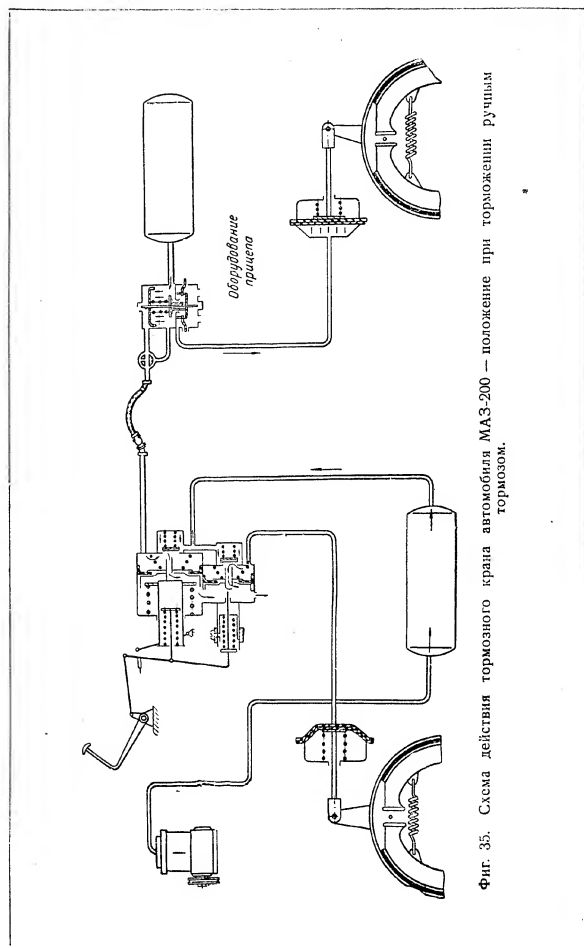 Оборудование
прицепа
Фиг. 35. Схема действия тормозного крана автомобиля МАЗ-200 — положение при торможении ручным
тормозом.